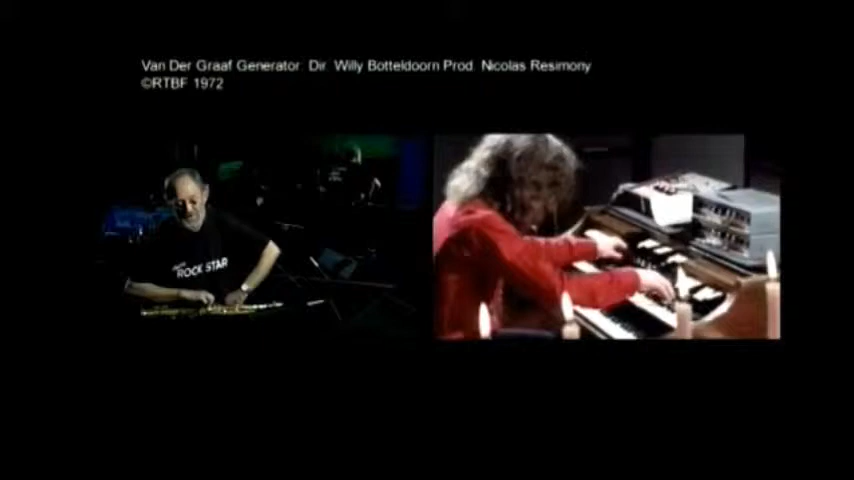 Van Der Graaf Generator: Dir. Willy Botteldoorn Prod. Nicolas Resimony
©RTBF 1972
ROCK STAR